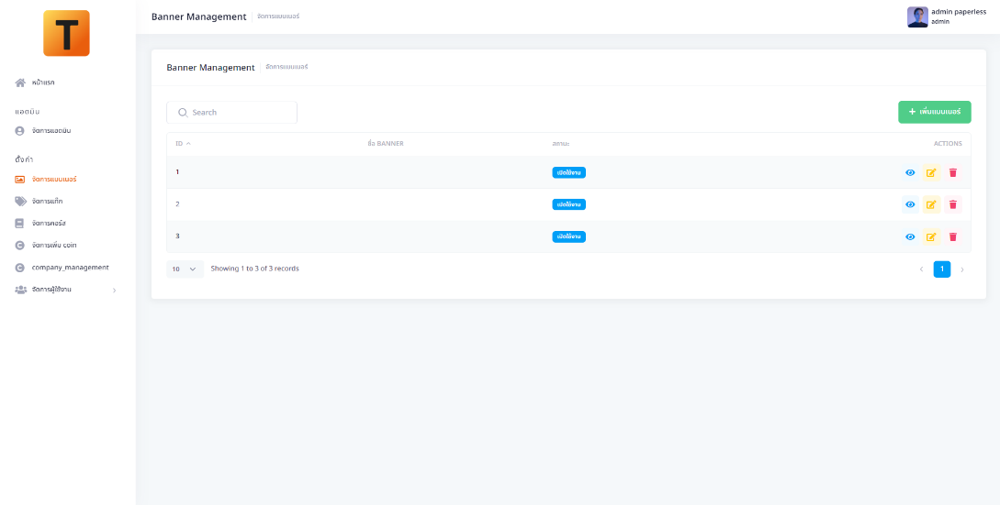 T
หน้าแรก
แอดมิน
จัดการแอดมิน
ตั้งค่า
จัดการแบนเนอร์
จัดการแท็ก
จัดการคอร์ส
จัดการเพิ่ม coin
company_management
จัดการผู้ใช้งาน
Banner Management จัดการแบนเนอร์
admin paperless
admin
Banner Management จัดการแบนเนอร์
Search
+ เพิ่มแบนเนอร์
ID ชื่อ BANNER สถานะ ACTIONS
1 เปิดใช้งาน
2 เปิดใช้งาน
3 เปิดใช้งาน
10 Showing 1 to 3 of 3 records 1